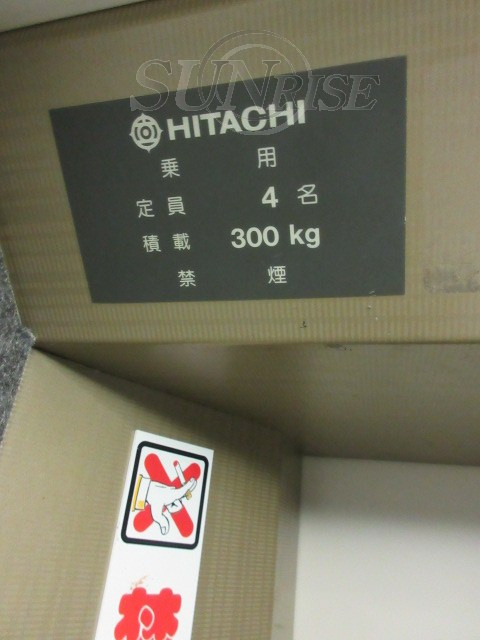 SUNRISE
HITACHI
乗 用
定員 4名
積載 300 kg
禁 煙